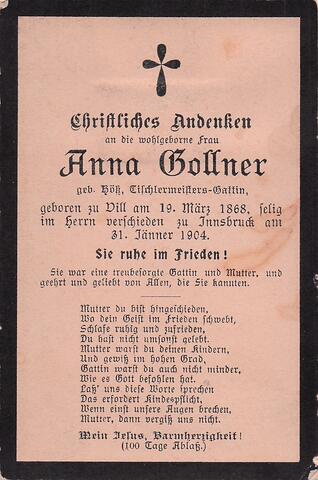 Christliches Andenken
an die wohlgeborne Frau
Anna Gollner
geb. Höß, Tischlermeisters-Gattin,
geboren zu Vill am 19. März 1868, selig
im Herrn verschieden zu Innsbruck am
31. Jänner 1904.
Sie ruhe im Frieden!
Sie war eine treubesorgte Gattin und Mutter, und
geehrt und geliebt von Allen, die Sie kannten.
Mutter du bist hingeschieden,
Wo dein Geist im Frieden schwebt,
Schlafe ruhig und zufrieden,
Du hast nicht umsonst gelebt.
Mutter warst du deinen Kindern,
Und gewiß im hohen Grad,
Gattin warst du auch nicht minder,
Wie es Gott befohlen hat.
Laß' uns diese Worte sprechen
Das erfordert Kindespflicht,
Wenn einst unsere Augen brechen,
Mutter, dann vergiß uns nicht.
Mein Jesus, Barmherzigkeit!
(100 Tage Ablaß.)